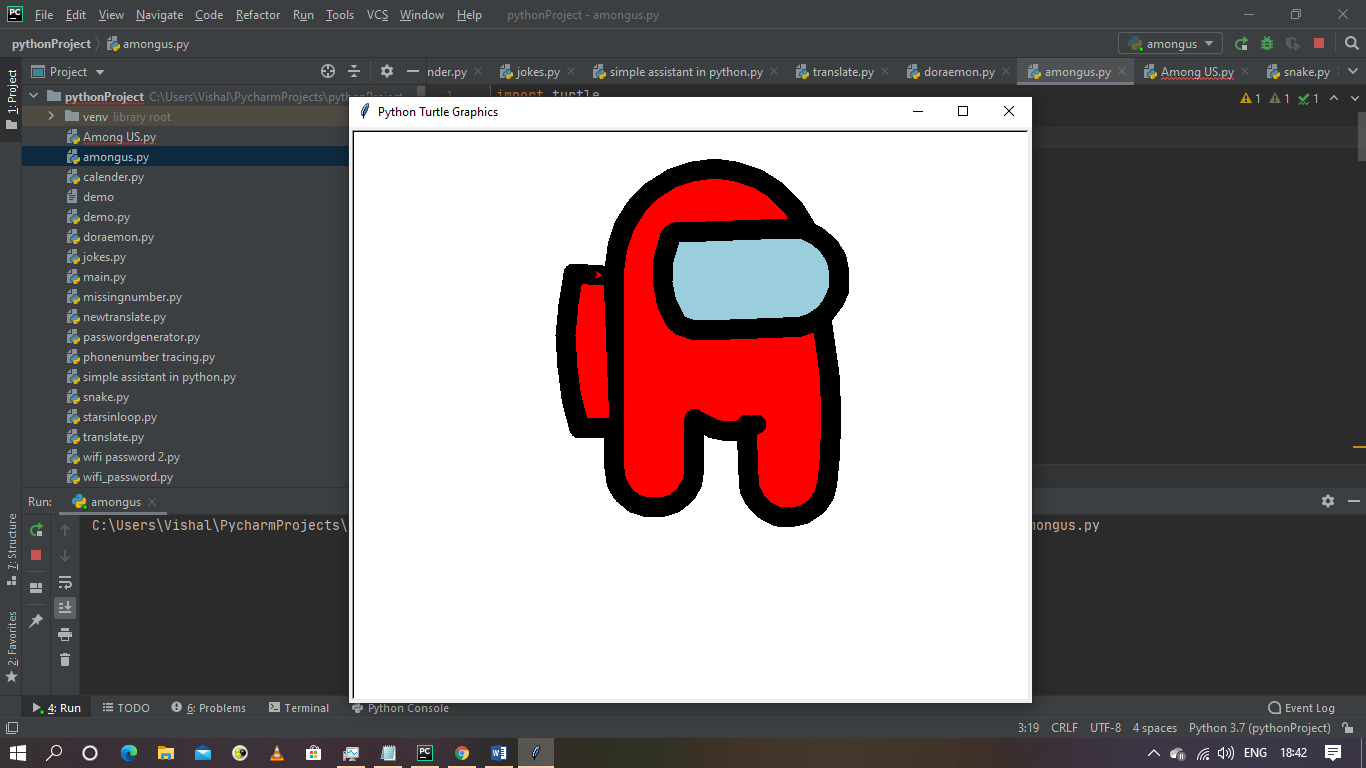 PC File Edit View Navigate Code Refactor Run Tools VCS Window Help pythonProject - amongus.py
pythonProject amongus.py amongus
Project nder.py jokes.py simple assistant in python.py translate.py doraemon.py amongus.py Among US.py snake.py
1: Project
pythonProject C:\Users\Vishal\PycharmProjects\pythonProject
1 import turtle
1 1 1
Python Turtle Graphics
venv library root
Among US.py
amongus.py
calender.py
demo
demo.py
doraemon.py
jokes.py
main.py
missingnumber.py
newtranslate.py
passwordgenerator.py
phonenumber tracing.py
simple assistant in python.py
snake.py
starsinloop.py
translate.py
wifi password 2.py
wifi_password.py
Run: amongus
C:\Users\Vishal\PycharmProjects\ mongus.py
7: Structure
2: Favorites
4: Run TODO 6: Problems Terminal Python Console Event Log
3:19 CRLF UTF-8 4 spaces Python 3.7 (pythonProject)
PC W ENG 18:42